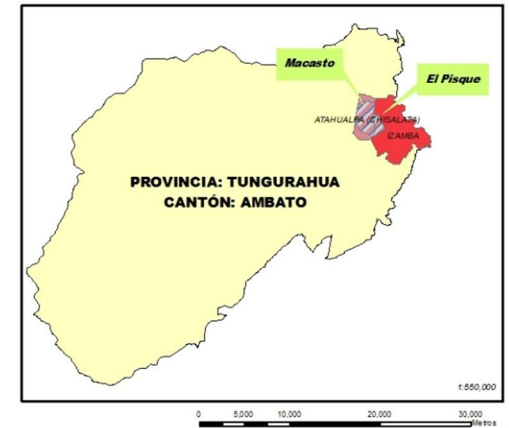 Macasto
El Pisque
ATAHUALPA (CHISALATA)
IZAMBA
PROVINCIA: TUNGURAHUA
CANTÓN: AMBATO
1:550,000
0 5,000 10,000 20,000 30,000
Metros